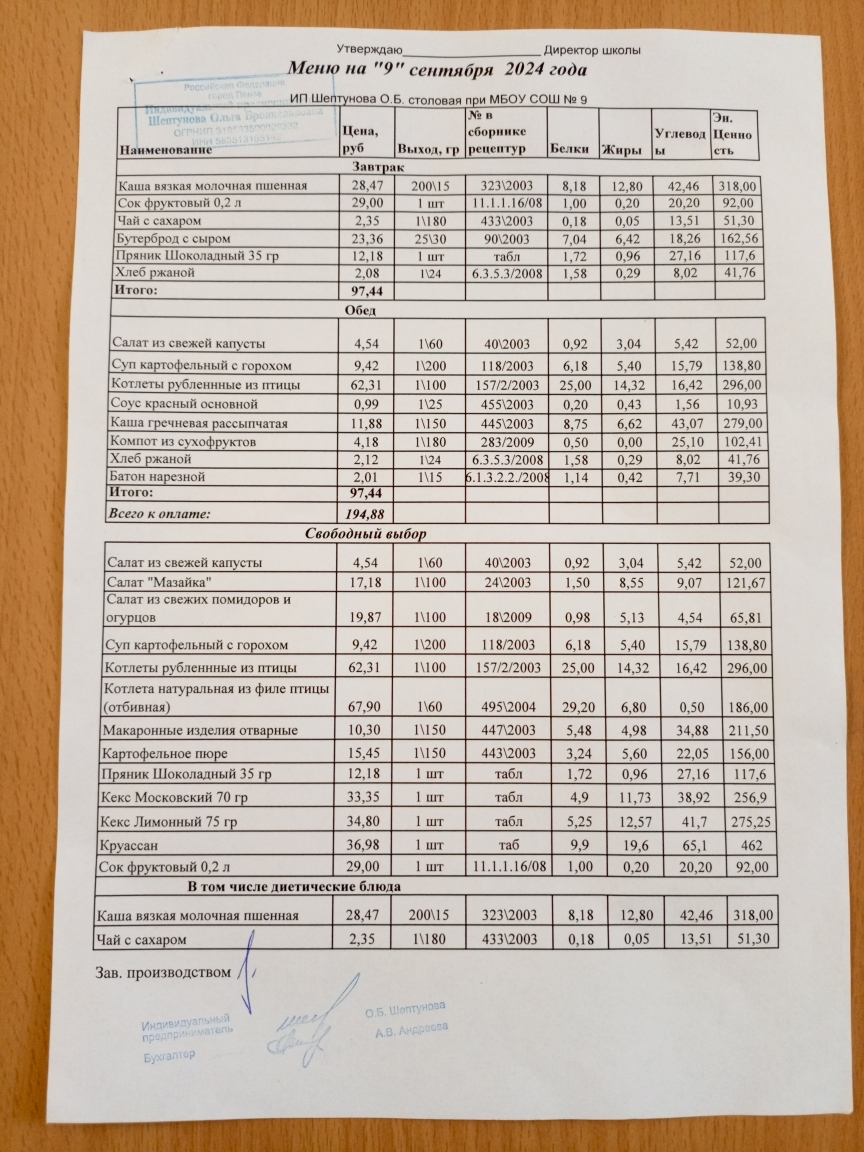 Утверждаю____________________ Директор школы
Меню на "9" сентября 2024 года
Российская Федерация
город Пенза
Индивидуальный
Шептунова Ольга
ОГРНИП
ИНН
ИП Шептунова О.Б. столовая при МБОУ СОШ № 9
Наименование Цена, руб Выход, гр № в сборнике рецептур Белки Жиры Углеводы Эн. Ценность
Завтрак
Каша вязкая молочная пшенная 28,47 200\15 323\2003 8,18 12,80 42,46 318,00
Сок фруктовый 0,2 л 29,00 1 шт 11.1.1.16/08 1,00 0,20 20,20 92,00
Чай с сахаром 2,35 1\180 433\2003 0,18 0,05 13,51 51,30
Бутерброд с сыром 23,36 25\30 90\2003 7,04 6,42 18,26 162,56
Пряник Шоколадный 35 гр 12,18 1 шт табл 1,72 0,96 27,16 117,6
Хлеб ржаной 2,08 1\24 6.3.5.3/2008 1,58 0,29 8,02 41,76
Итого: 97,44
Обед
Салат из свежей капусты 4,54 1\60 40\2003 0,92 3,04 5,42 52,00
Суп картофельный с горохом 9,42 1\200 118/2003 6,18 5,40 15,79 138,80
Котлеты рубленнные из птицы 62,31 1\100 157/2/2003 25,00 14,32 16,42 296,00
Соус красный основной 0,99 1\25 455\2003 0,20 0,43 1,56 10,93
Каша гречневая рассыпчатая 11,88 1\150 445\2003 8,75 6,62 43,07 279,00
Компот из сухофруктов 4,18 1\180 283/2009 0,50 0,00 25,10 102,41
Хлеб ржаной 2,12 1\24 6.3.5.3/2008 1,58 0,29 8,02 41,76
Батон нарезной 2,01 1\15 6.1.3.2.2./2008 1,14 0,42 7,71 39,30
Итого: 97,44
Всего к оплате: 194,88
Свободный выбор
Салат из свежей капусты 4,54 1\60 40\2003 0,92 3,04 5,42 52,00
Салат "Мазайка" 17,18 1\100 24\2003 1,50 8,55 9,07 121,67
Салат из свежих помидоров и
огурцов 19,87 1\100 18\2009 0,98 5,13 4,54 65,81
Суп картофельный с горохом 9,42 1\200 118/2003 6,18 5,40 15,79 138,80
Котлеты рубленнные из птицы 62,31 1\100 157/2/2003 25,00 14,32 16,42 296,00
Котлета натуральная из филе птицы
(отбивная) 67,90 1\60 495\2004 29,20 6,80 0,50 186,00
Макаронные изделия отварные 10,30 1\150 447\2003 5,48 4,98 34,88 211,50
Картофельное пюре 15,45 1\150 443\2003 3,24 5,60 22,05 156,00
Пряник Шоколадный 35 гр 12,18 1 шт табл 1,72 0,96 27,16 117,6
Кекс Московский 70 гр 33,35 1 шт табл 4,9 11,73 38,92 256,9
Кекс Лимонный 75 гр 34,80 1 шт табл 5,25 12,57 41,7 275,25
Круассан 36,98 1 шт таб 9,9 19,6 65,1 462
Сок фруктовый 0,2 л 29,00 1 шт 11.1.1.16/08 1,00 0,20 20,20 92,00
В том числе диетические блюда
Каша вязкая молочная пшенная 28,47 200\15 323\2003 8,18 12,80 42,46 318,00
Чай с сахаром 2,35 1\180 433\2003 0,18 0,05 13,51 51,30
Зав. производством
Индивидуальный
предприниматель О.Б. Шептунова
Бухгалтер А.В. Андреева